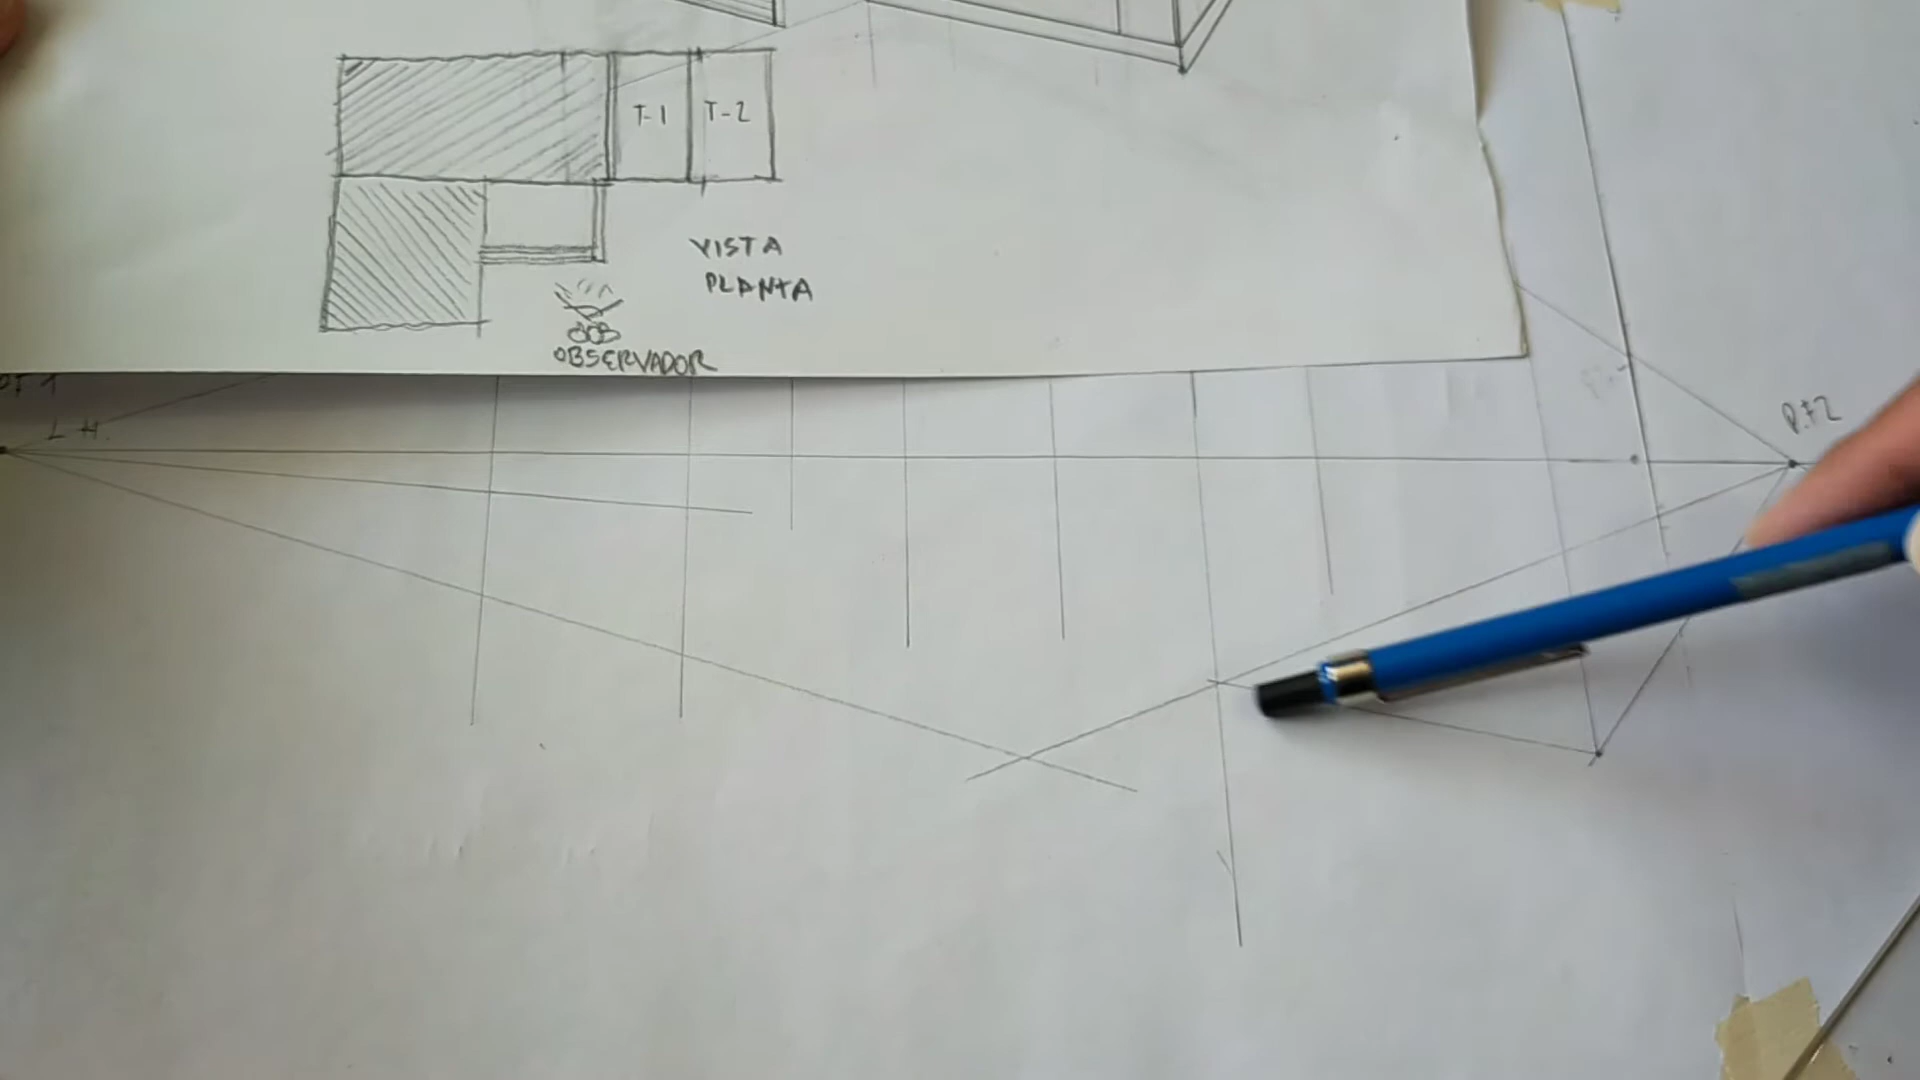 T-1 T-2
VISTA
PLANTA
OBSERVADOR
L.H.
P.F2